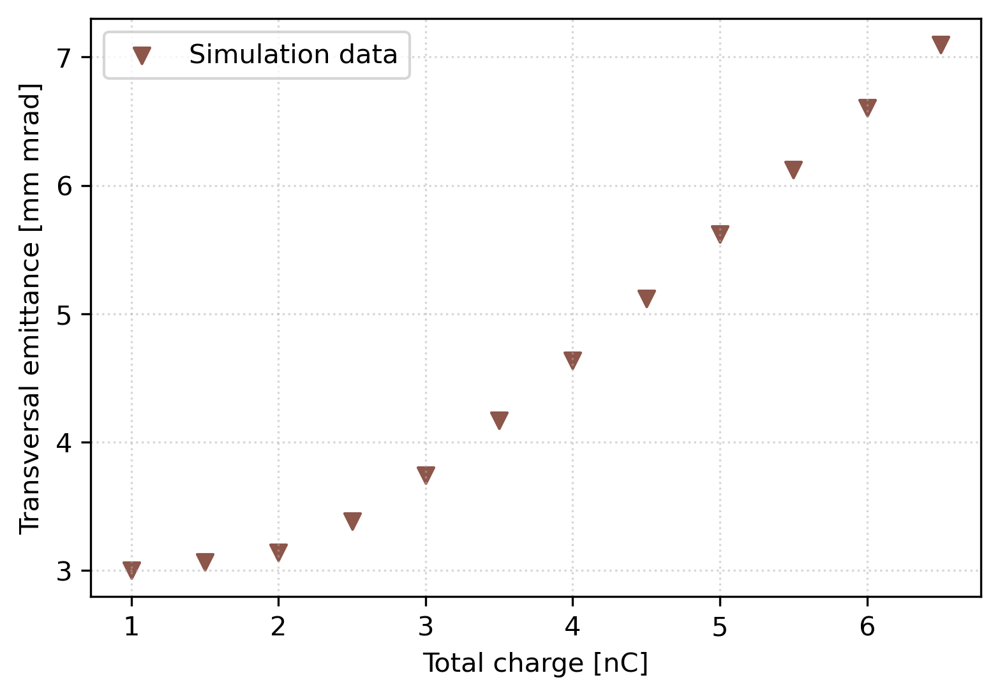 Simulation data
7
6
5
4
3
Transversal emittance [mm mrad]
1 2 3 4 5 6
Total charge [nC]